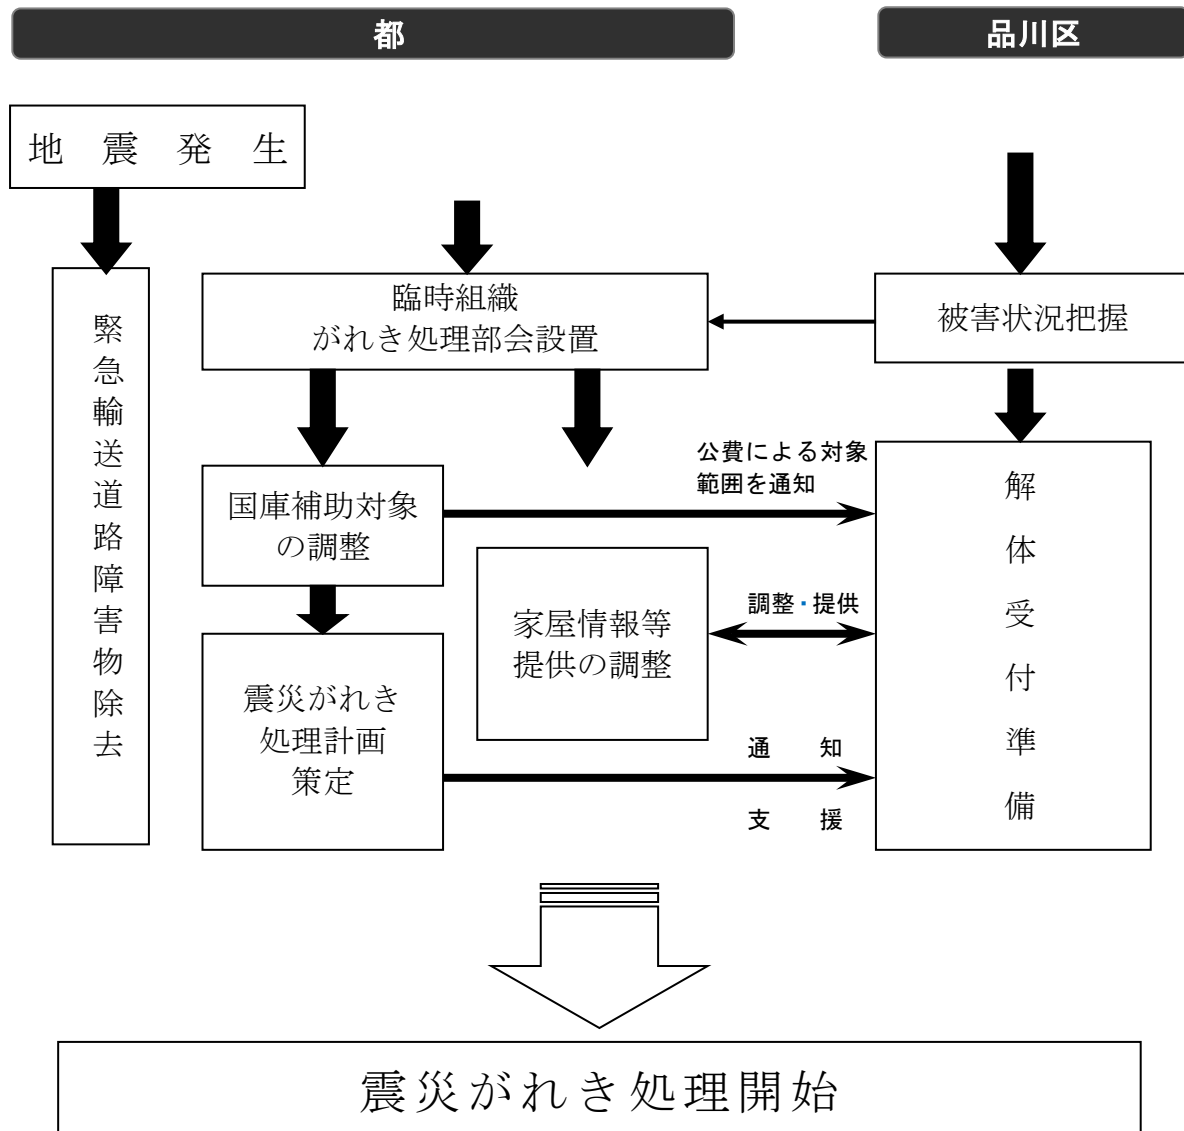 都
品川区
地震発生
緊急輸送道路障害物除去
臨時組織
がれき処理部会設置
被害状況把握
公費による対象
範囲を通知
国庫補助対象
の調整
解体受付準備
調整・提供
家屋情報等
提供の調整
震災がれき
処理計画
策定
通　知
支　援
震災がれき処理開始